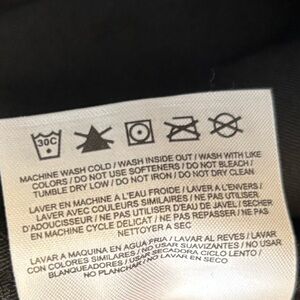 30C
MACHINE WASH COLD / WASH INSIDE OUT / WASH WITH LIKE
COLORS / DO NOT USE SOFTENERS / DO NOT BLEACH /
TUMBLE DRY LOW / DO NOT IRON / DO NOT DRY CLEAN
LAVER EN MACHINE A L'EAU FROIDE / LAVER A L'ENVERS /
LAVER AVEC COULEURS SIMILAIRES / NE PAS UTILISER
D'ADOUCISSEUR / NE PAS UTILISER D'EAU DE JAVEL / SECHER
EN MACHINE CYCLE DELICAT / NE PAS REPASSER / NE PAS
NETTOYER A SEC
LAVAR A MAQUINA EN AGUA FRIA / LAVAR AL REVES / LAVAR
CON COLORES SIMILARES / NO USAR SUAVIZANTES / NO USAR
BLANQUEADORES / USAR SECADORA CICLO LENTO /
NO PLANCHAR / NO LAVAR EN SECO